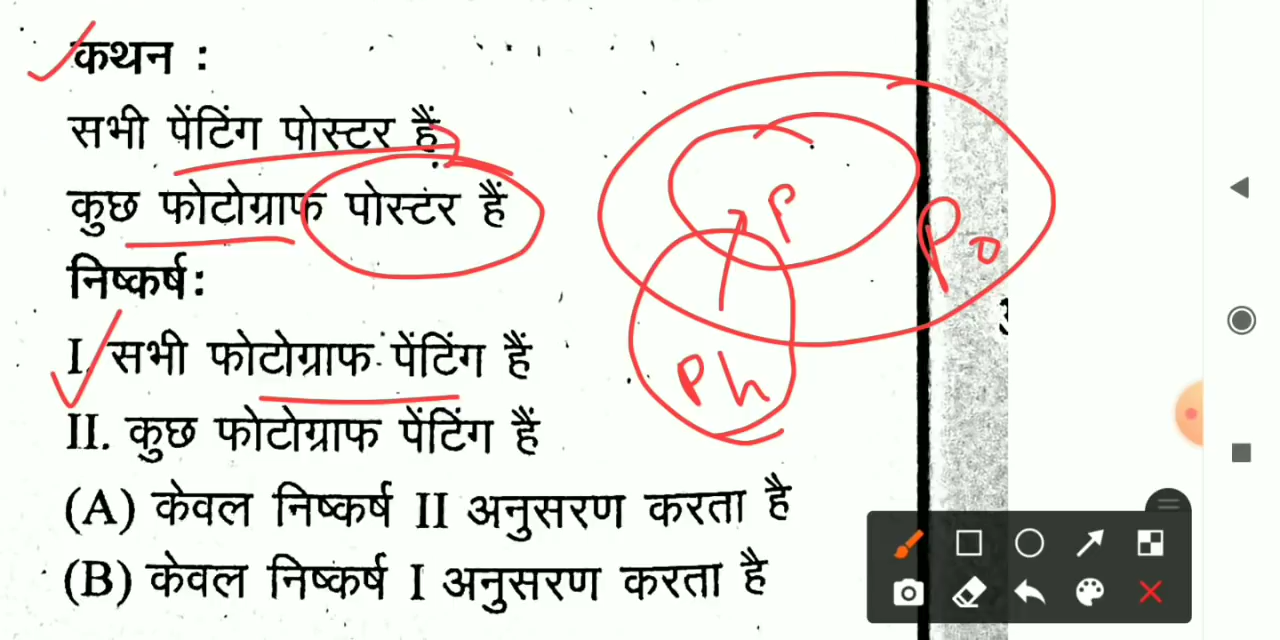 कथन :
सभी पेंटिंग पोस्टर हैं
कुछ फोटोग्राफ पोस्टर हैं
निष्कर्ष:
I. सभी फोटोग्राफ पेंटिंग हैं
II. कुछ फोटोग्राफ पेंटिंग हैं
(A) केवल निष्कर्ष II अनुसरण करता है
(B) केवल निष्कर्ष I अनुसरण करता है
P
Po
Ph